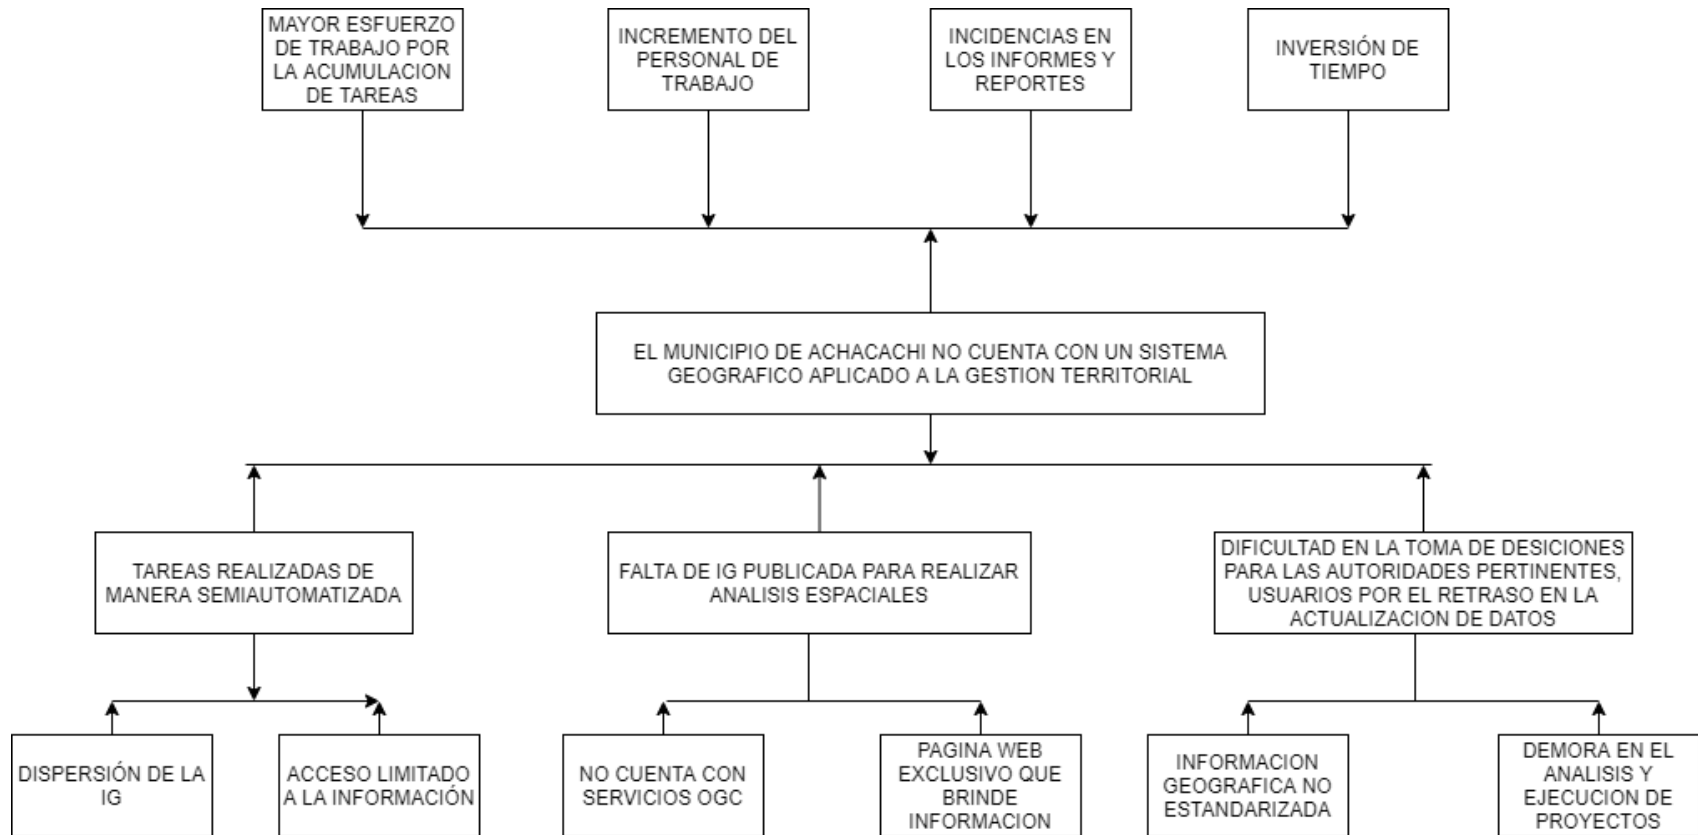 MAYOR ESFUERZO
DE TRABAJO POR
LA ACUMULACION
DE TAREAS
INCREMENTO DEL
PERSONAL DE
TRABAJO
INCIDENCIAS EN
LOS INFORMES Y
REPORTES
INVERSIÓN DE
TIEMPO
EL MUNICIPIO DE ACHACACHI NO CUENTA CON UN SISTEMA
GEOGRAFICO APLICADO A LA GESTION TERRITORIAL
TAREAS REALIZADAS DE
MANERA SEMIAUTOMATIZADA
FALTA DE IG PUBLICADA PARA REALIZAR
ANALISIS ESPACIALES
DIFICULTAD EN LA TOMA DE DESICIONES
PARA LAS AUTORIDADES PERTINENTES,
USUARIOS POR EL RETRASO EN LA
ACTUALIZACION DE DATOS
DISPERSIÓN DE LA
IG
ACCESO LIMITADO
A LA INFORMACIÓN
NO CUENTA CON
SERVICIOS OGC
PAGINA WEB
EXCLUSIVO QUE
BRINDE
INFORMACION
INFORMACION
GEOGRAFICA NO
ESTANDARIZADA
DEMORA EN EL
ANALISIS Y
EJECUCION DE
PROYECTOS